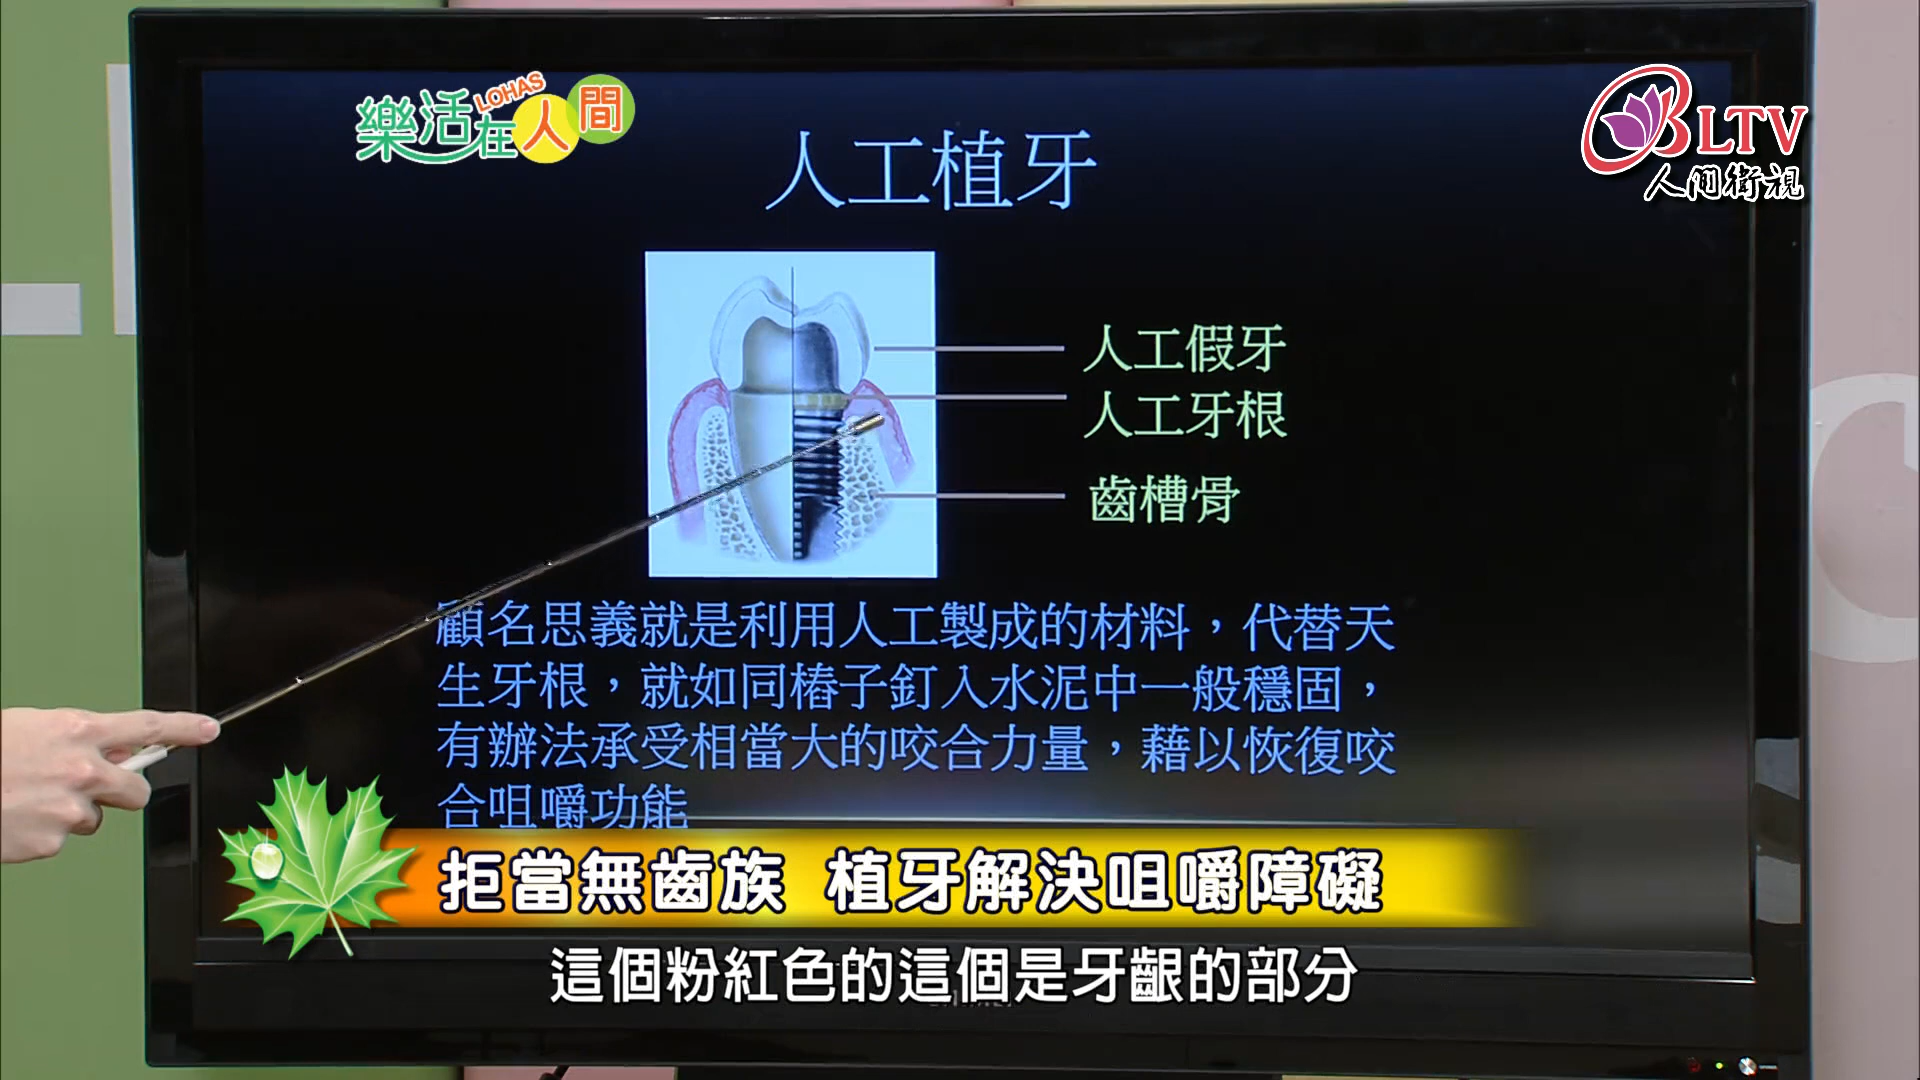 樂活在人間
LOHAS
BLTV
人間衛視
人工植牙
人工假牙
人工牙根
齒槽骨
顧名思義就是利用人工製成的材料，代替天
生牙根，就如同樁子釘入水泥中一般穩固，
有辦法承受相當大的咬合力量，藉以恢復咬
合咀嚼功能
拒當無齒族 植牙解決咀嚼障礙
這個粉紅色的這個是牙齦的部分